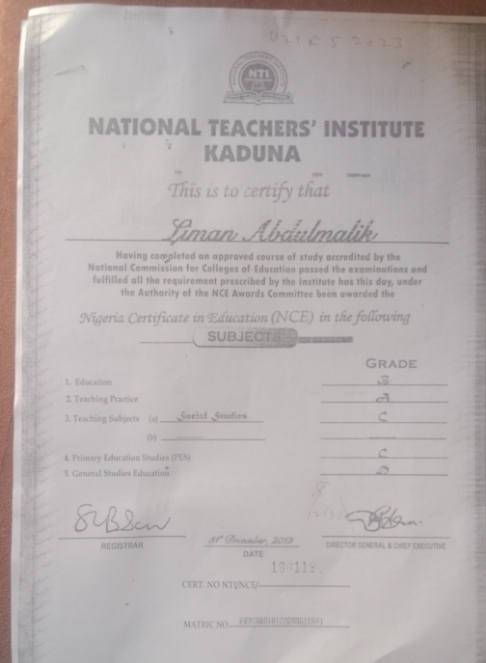 NTI
NATIONAL TEACHERS' INSTITUTE
KADUNA
This is to certify that
Liman Abdulmalik
Having completed an approved course of study accredited by the
National Commission for Colleges of Education passed the examinations and
fulfilled all the requirement prescribed by the Institute has this day, under
the Authority of the NCE Awards Committee been awarded the
Nigeria Certificate in Education (NCE) in the following
SUBJECTS
GRADE
1. Education B
2. Teaching Practice A
3. Teaching Subjects (a) Social Studies C
(b)
4. Primary Education Studies (PES) C
5. General Studies Education D
REGISTRAR
DATE
DIRECTOR GENERAL & CHIEF EXECUTIVE
CERT. NO NTI/NCE/
MATRIC NO.